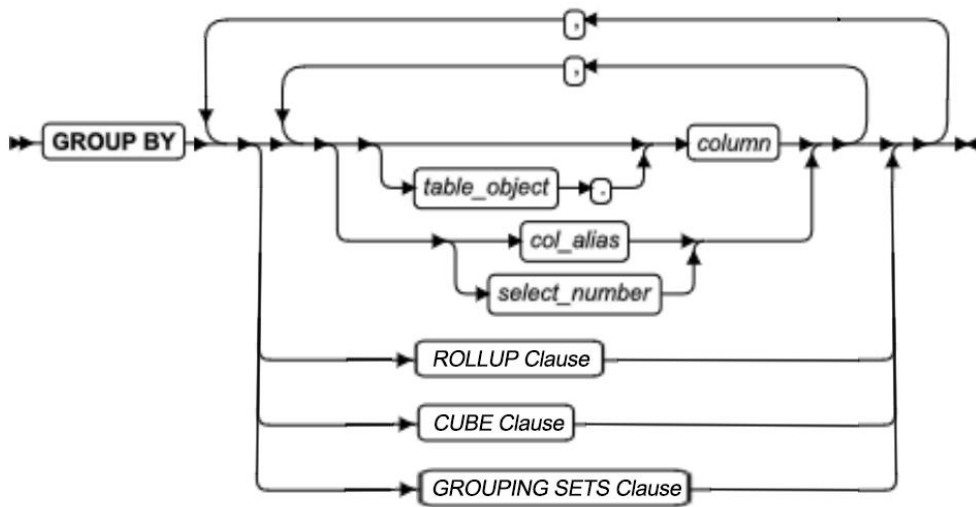 ,
,
GROUP BY
column
table_object .
col_alias
select_number
ROLLUP Clause
CUBE Clause
GROUPING SETS Clause